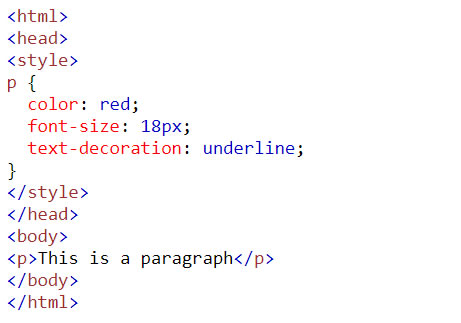 <html>
<head>
<style>
p {
  color: red;
  font-size: 18px;
  text-decoration: underline;
}
</style>
</head>
<body>
<p>This is a paragraph</p>
</body>
</html>